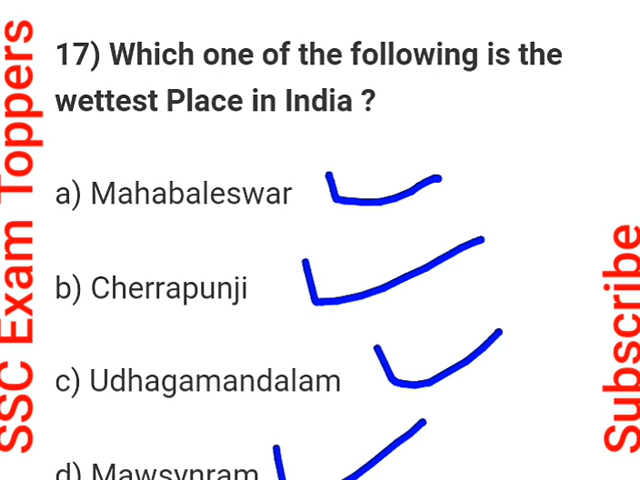 17) Which one of the following is the
wettest Place in India ?
a) Mahabaleswar
b) Cherrapunji
c) Udhagamandalam
d) Mawsynram
SSC Exam Toppers
Subscribe